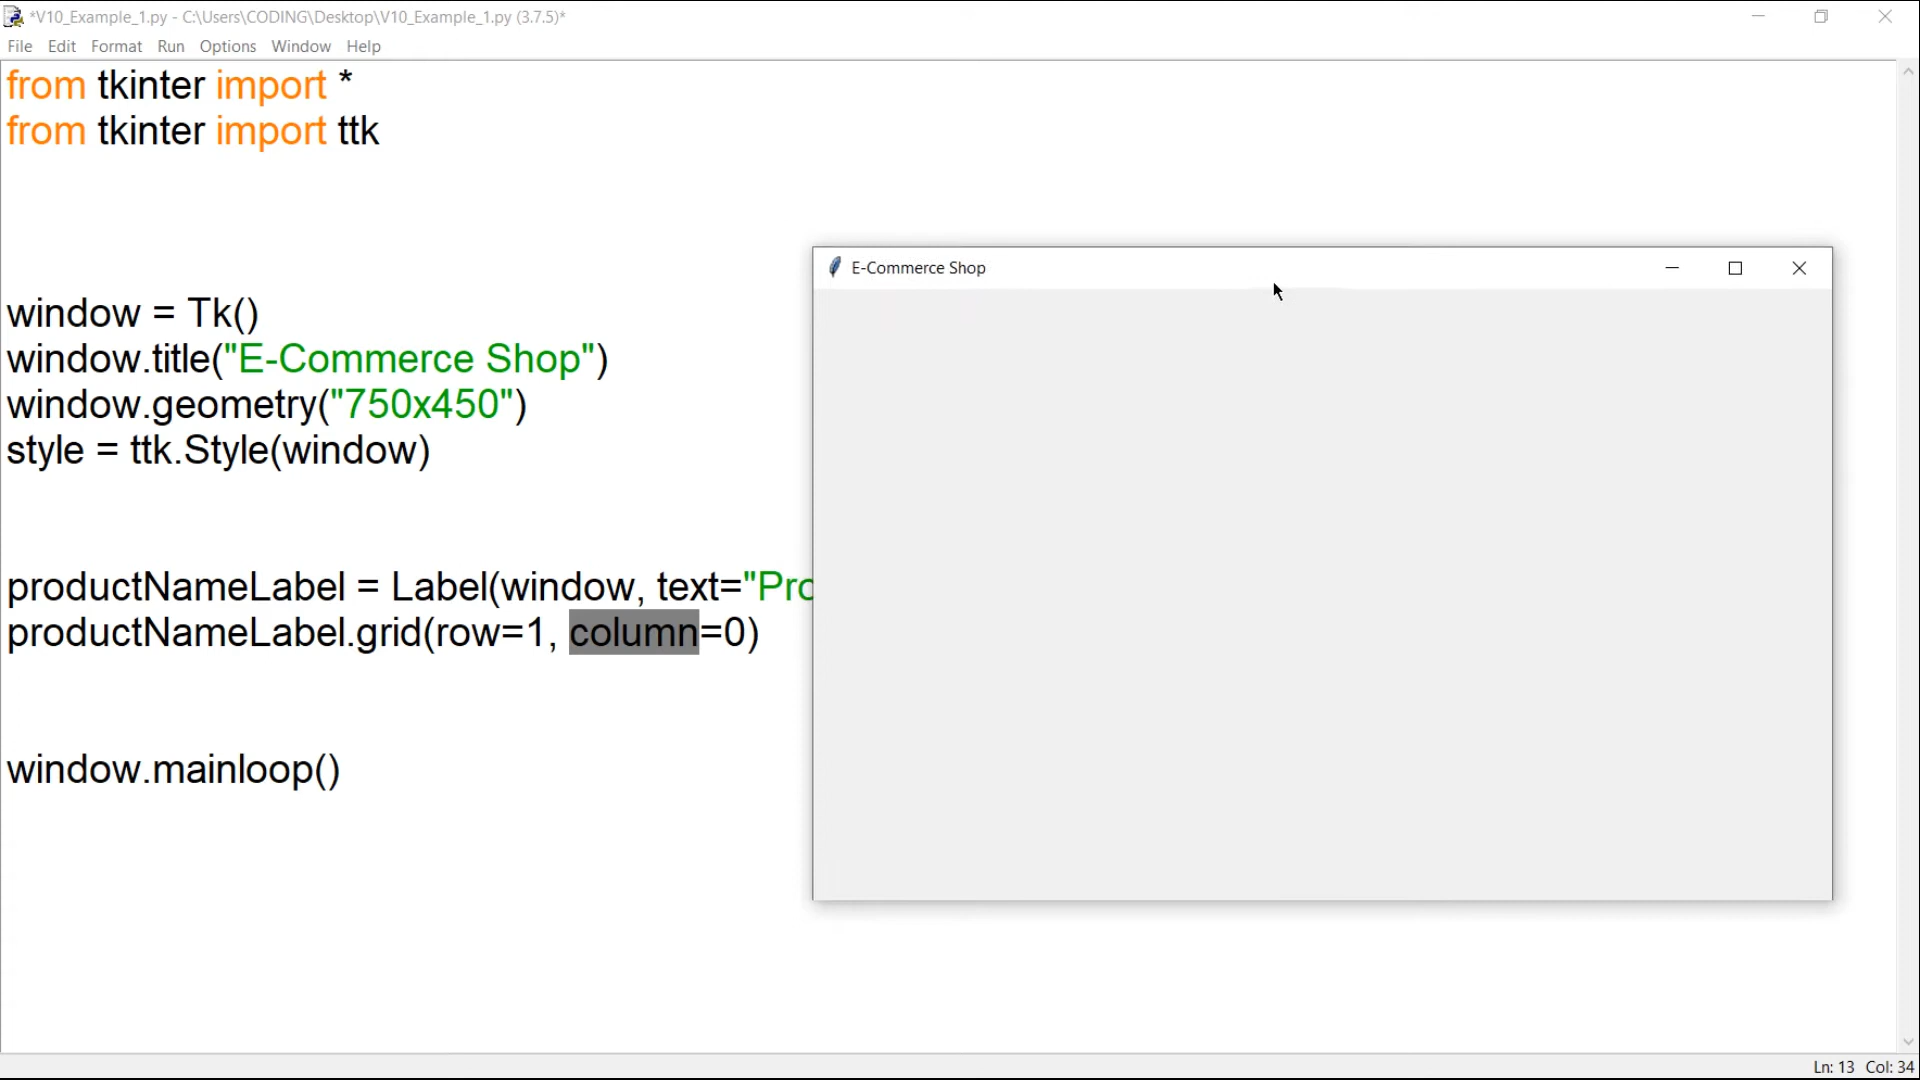 *V10_Example_1.py - C:\Users\CODING\Desktop\V10_Example_1.py (3.7.5)*
File Edit Format Run Options Window Help
from tkinter import *
from tkinter import ttk
window = Tk()
window.title("E-Commerce Shop")
window.geometry("750x450")
style = ttk.Style(window)
productNameLabel = Label(window, text="Pro
productNameLabel.grid(row=1, column=0)
window.mainloop()
E-Commerce Shop
Ln: 13 Col: 34